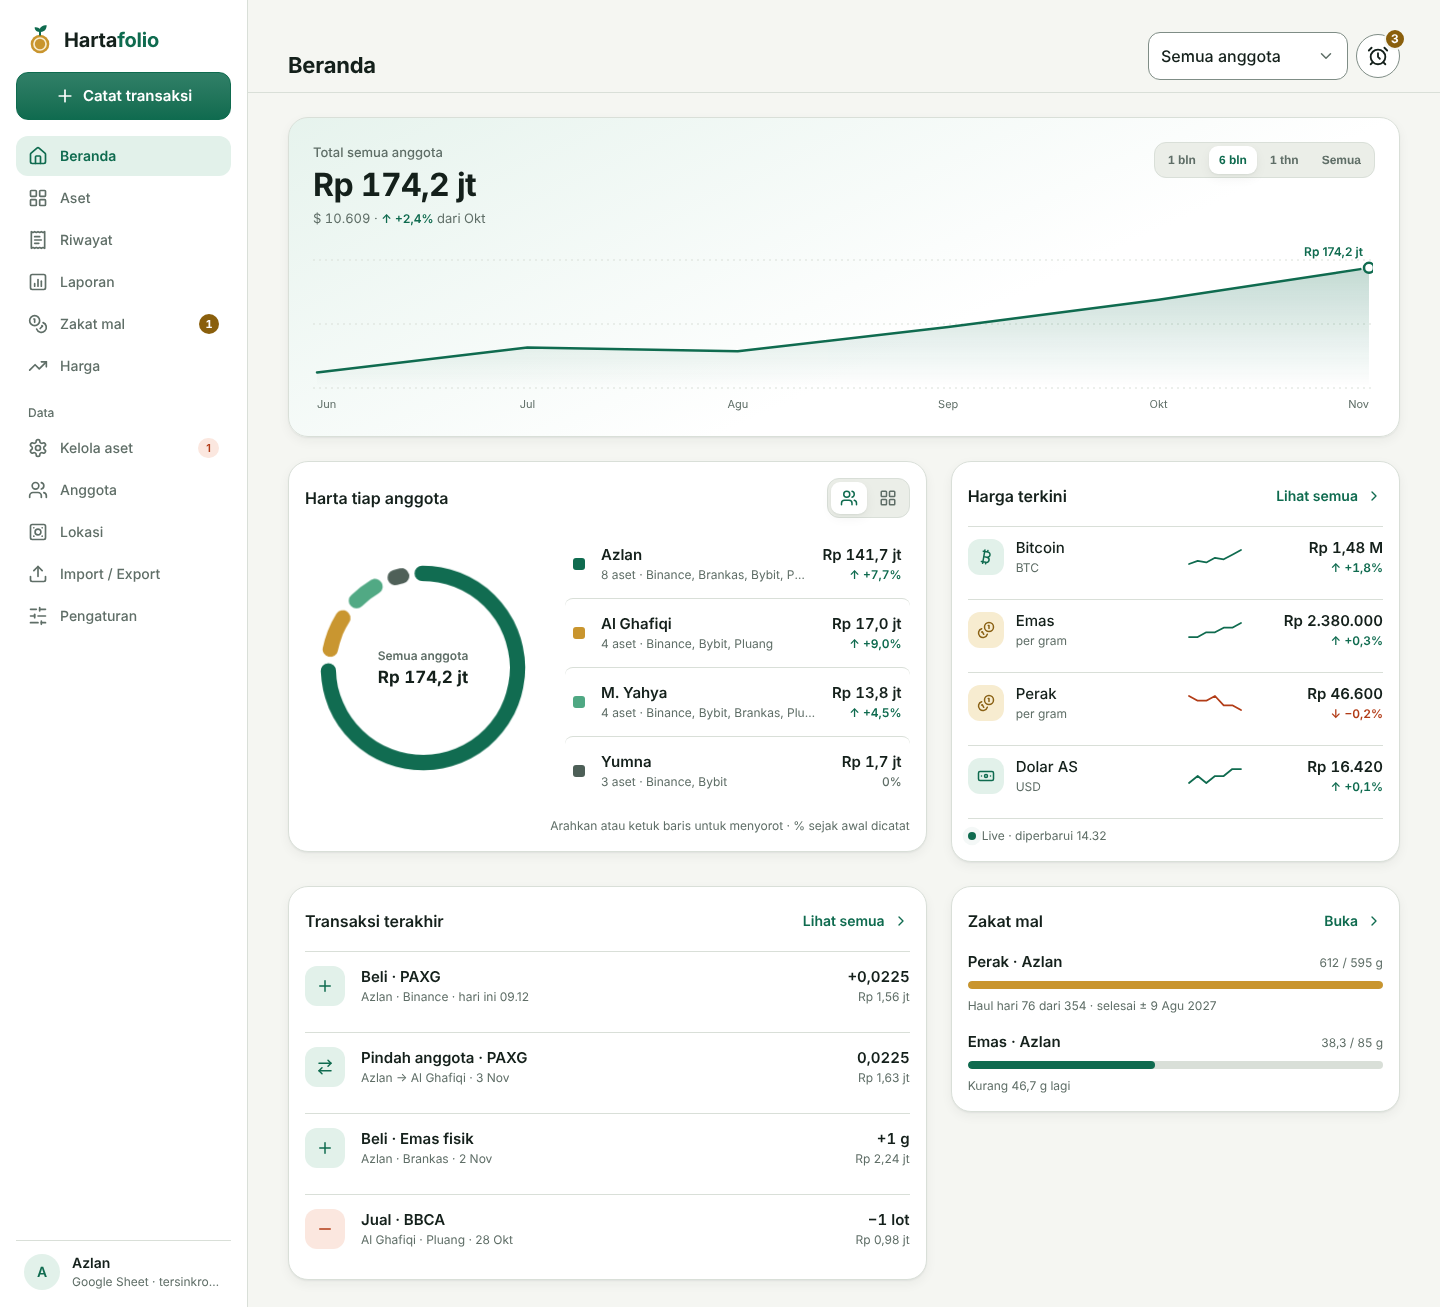 Hartafolio
Catat transaksi
Beranda
Aset
Riwayat
Laporan
Zakat mal 1
Harga
Data
Kelola aset 1
Anggota
Lokasi
Import / Export
Pengaturan
A
Azlan
Google Sheet · tersinkro...
Beranda
Semua anggota
3
Total semua anggota
Rp 174,2 jt
$ 10.609 · ↑ +2,4% dari Okt
1 bln 6 bln 1 thn Semua
Rp 174,2 jt
Jun Jul Agu Sep Okt Nov
Harta tiap anggota
Semua anggota
Rp 174,2 jt
Azlan Rp 141,7 jt
8 aset · Binance, Brankas, Bybit, P... ↑ +7,7%
Al Ghafiqi Rp 17,0 jt
4 aset · Binance, Bybit, Pluang ↑ +9,0%
M. Yahya Rp 13,8 jt
4 aset · Binance, Bybit, Brankas, Plu... ↑ +4,5%
Yumna Rp 1,7 jt
3 aset · Binance, Bybit 0%
Arahkan atau ketuk baris untuk menyorot · % sejak awal dicatat
Harga terkini Lihat semua
Bitcoin Rp 1,48 M
BTC ↑ +1,8%
Emas Rp 2.380.000
per gram ↑ +0,3%
Perak Rp 46.600
per gram ↓ −0,2%
Dolar AS Rp 16.420
USD ↑ +0,1%
Live · diperbarui 14.32
Transaksi terakhir Lihat semua
Beli · PAXG +0,0225
Azlan · Binance · hari ini 09.12 Rp 1,56 jt
Pindah anggota · PAXG 0,0225
Azlan → Al Ghafiqi · 3 Nov Rp 1,63 jt
Beli · Emas fisik +1 g
Azlan · Brankas · 2 Nov Rp 2,24 jt
Jual · BBCA −1 lot
Al Ghafiqi · Pluang · 28 Okt Rp 0,98 jt
Zakat mal Buka
Perak · Azlan 612 / 595 g
Haul hari 76 dari 354 · selesai ± 9 Agu 2027
Emas · Azlan 38,3 / 85 g
Kurang 46,7 g lagi